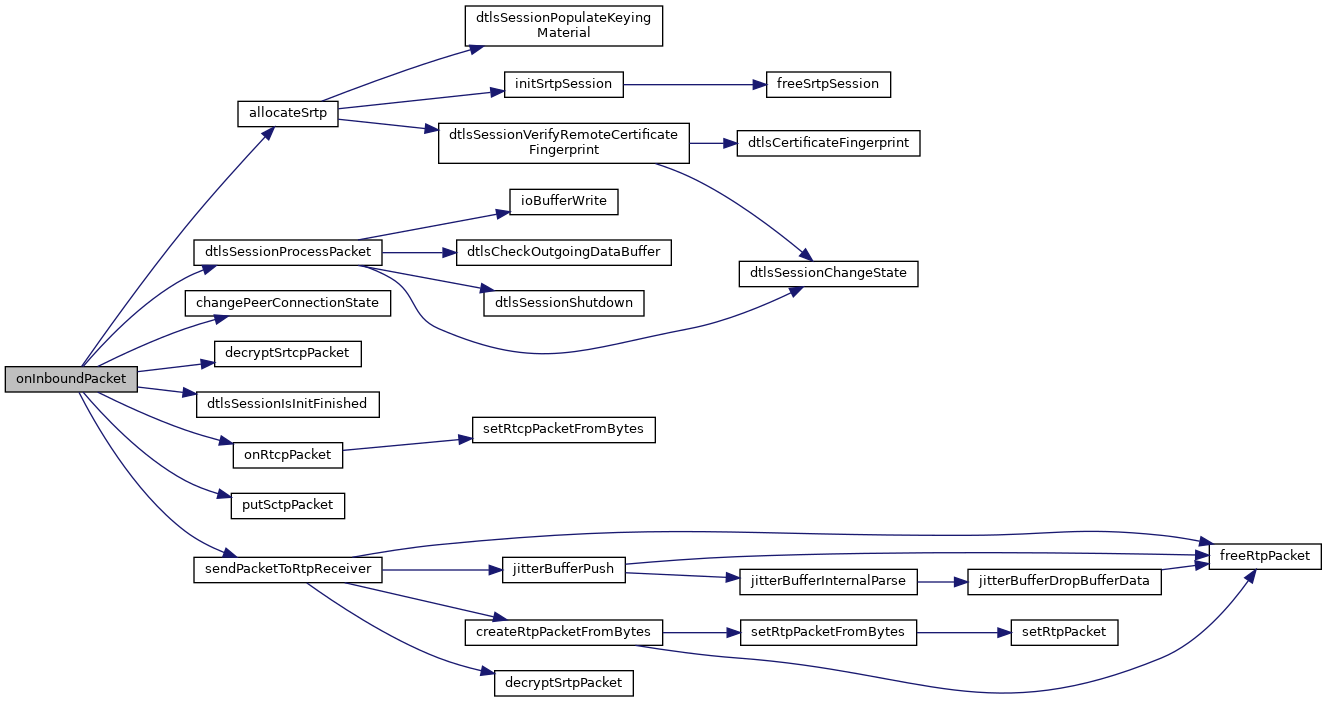 dtlsSessionPopulateKeying
Material
initSrtpSession
freeSrtpSession
allocateSrtp
dtlsSessionVerifyRemoteCertificate
Fingerprint
dtlsCertificateFingerprint
ioBufferWrite
dtlsSessionProcessPacket
dtlsCheckOutgoingDataBuffer
dtlsSessionChangeState
changePeerConnectionState
dtlsSessionShutdown
decryptSrtcpPacket
onInboundPacket
dtlsSessionIsInitFinished
setRtcpPacketFromBytes
onRtcpPacket
putSctpPacket
freeRtpPacket
sendPacketToRtpReceiver
jitterBufferPush
jitterBufferInternalParse
jitterBufferDropBufferData
createRtpPacketFromBytes
setRtpPacketFromBytes
setRtpPacket
decryptSrtpPacket